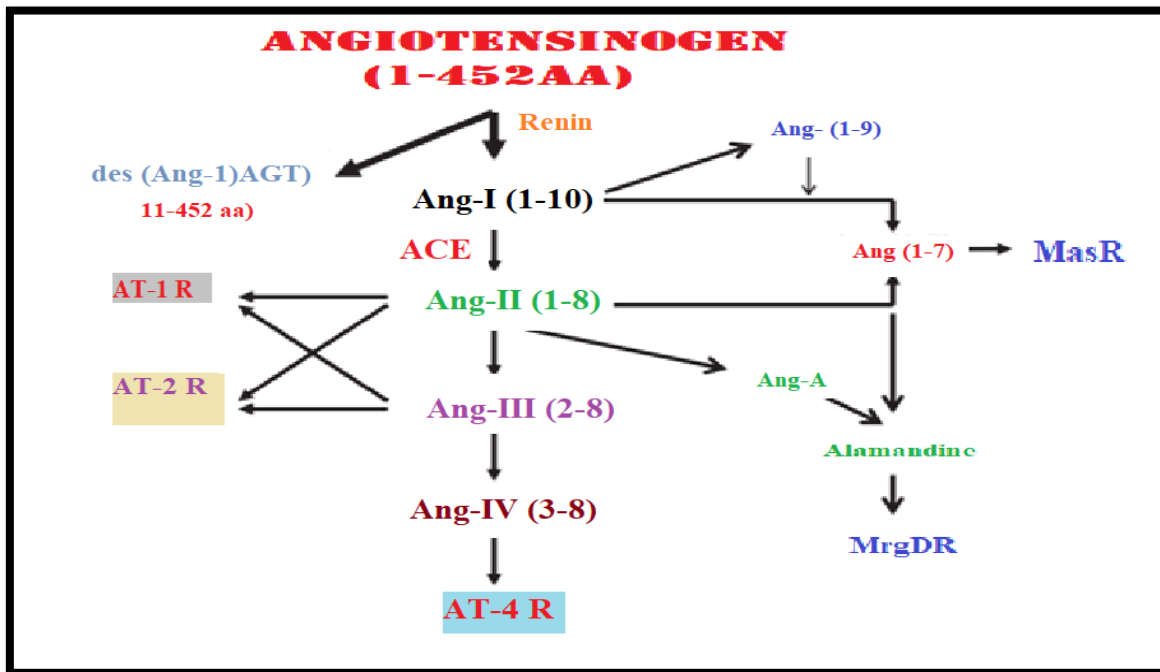 ANGIOTENSINOGEN
(1-452AA)
Renin
Ang- (1-9)
des (Ang-1)AGT)
11-452 aa)
Ang-I (1-10)
ACE
Ang (1-7)
MasR
AT-1 R
Ang-II (1-8)
AT-2 R
Ang-A
Ang-III (2-8)
Alamandine
Ang-IV (3-8)
MrgDR
AT-4 R